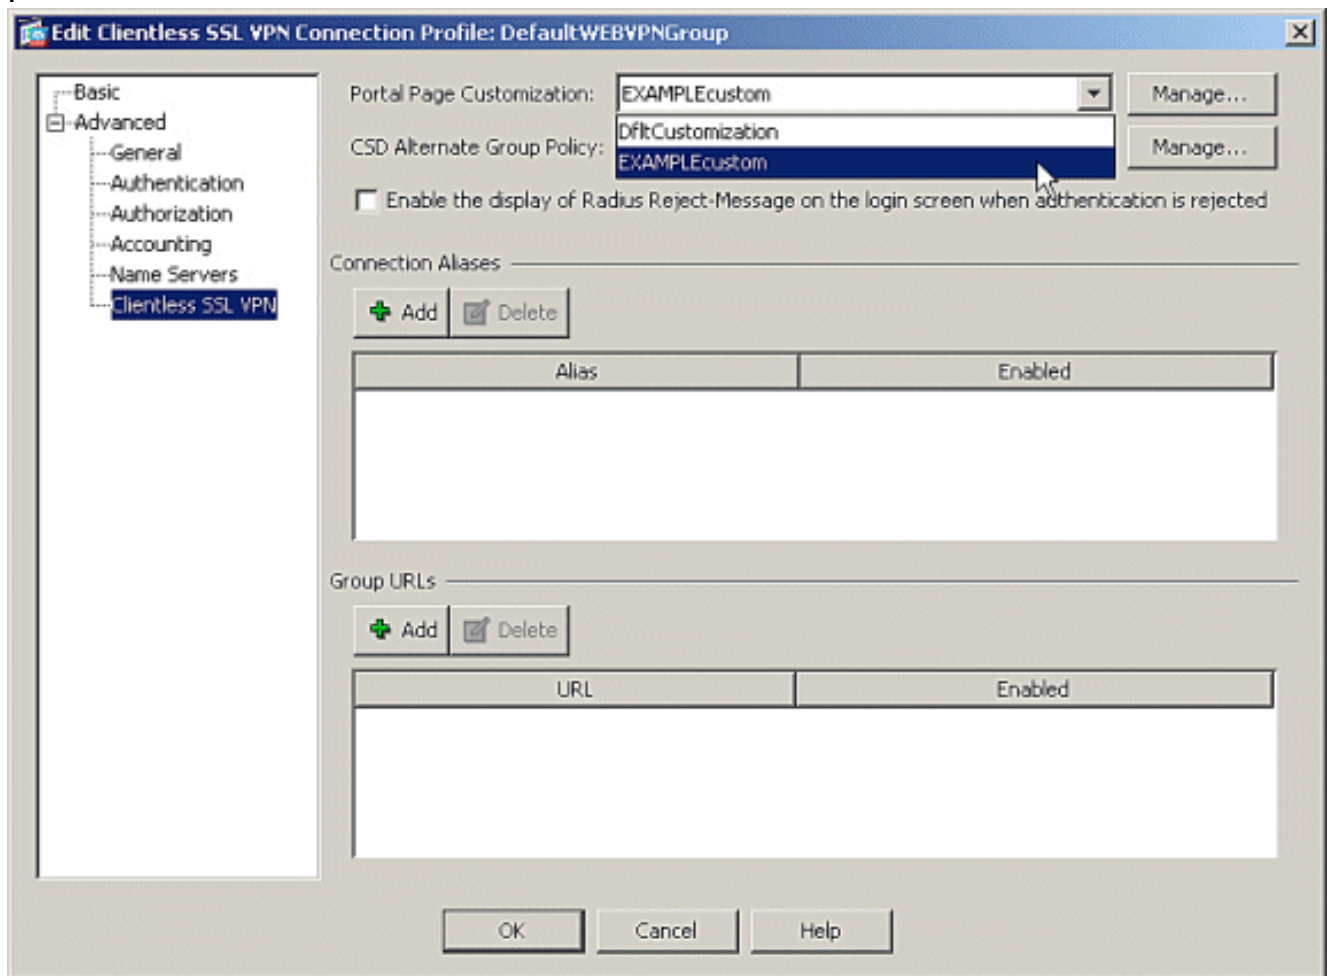 Edit Clientless SSL VPN Connection Profile: DefaultWEBVPNGroup
Basic
Advanced
General
Authentication
Authorization
Accounting
Name Servers
Clientless SSL VPN
Portal Page Customization: EXAMPLEcustom Manage...
DfltCustomization
CSD Alternate Group Policy: Manage...
EXAMPLEcustom
Enable the display of Radius Reject-Message on the login screen when authentication is rejected
Connection Aliases
Add Delete
Alias Enabled
Group URLs
Add Delete
URL Enabled
OK Cancel Help